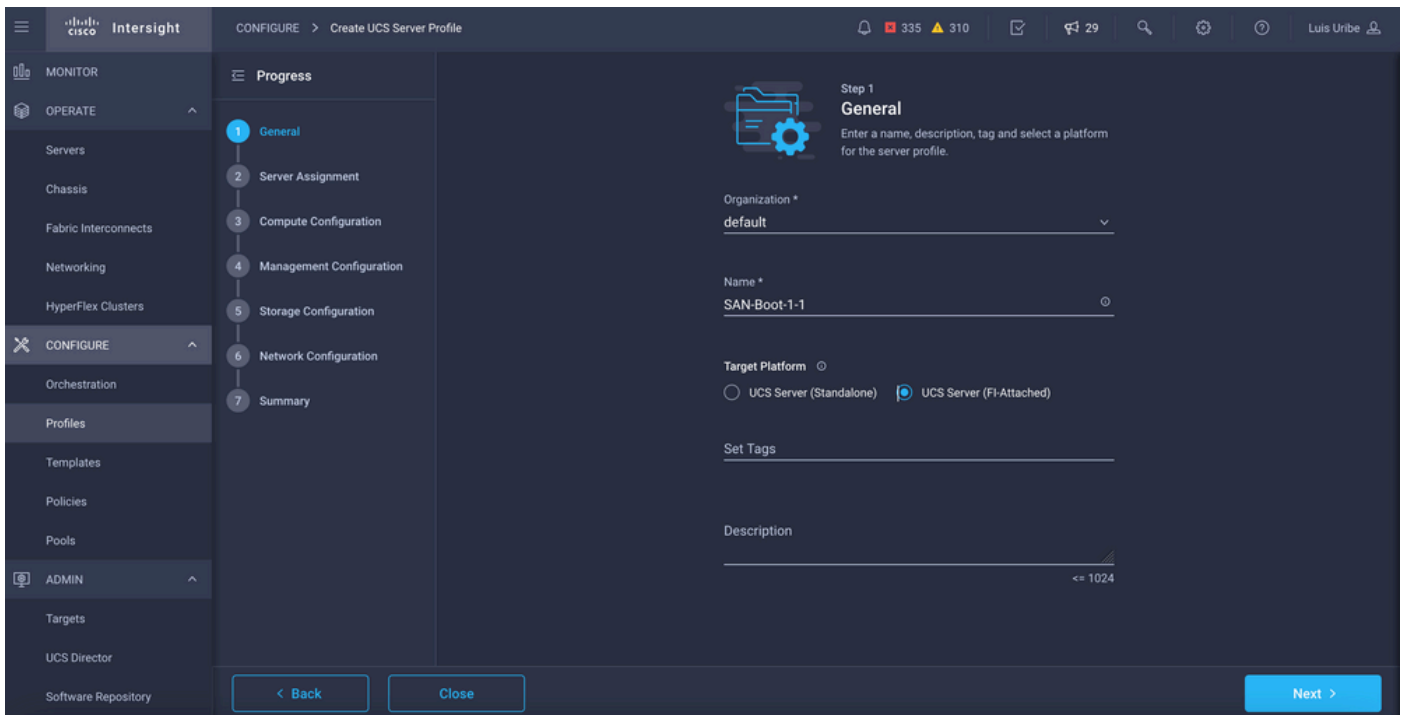 cisco Intersight
CONFIGURE > Create UCS Server Profile
335 310
29
Luis Uribe
MONITOR
OPERATE
Servers
Chassis
Fabric Interconnects
Networking
HyperFlex Clusters
CONFIGURE
Orchestration
Profiles
Templates
Policies
Pools
ADMIN
Targets
UCS Director
Software Repository
Progress
1 General
2 Server Assignment
3 Compute Configuration
4 Management Configuration
5 Storage Configuration
6 Network Configuration
7 Summary
Step 1
General
Enter a name, description, tag and select a platform
for the server profile.
Organization *
default
Name *
SAN-Boot-1-1
Target Platform
UCS Server (Standalone) UCS Server (FI-Attached)
Set Tags
Description
<= 1024
< Back
Close
Next >